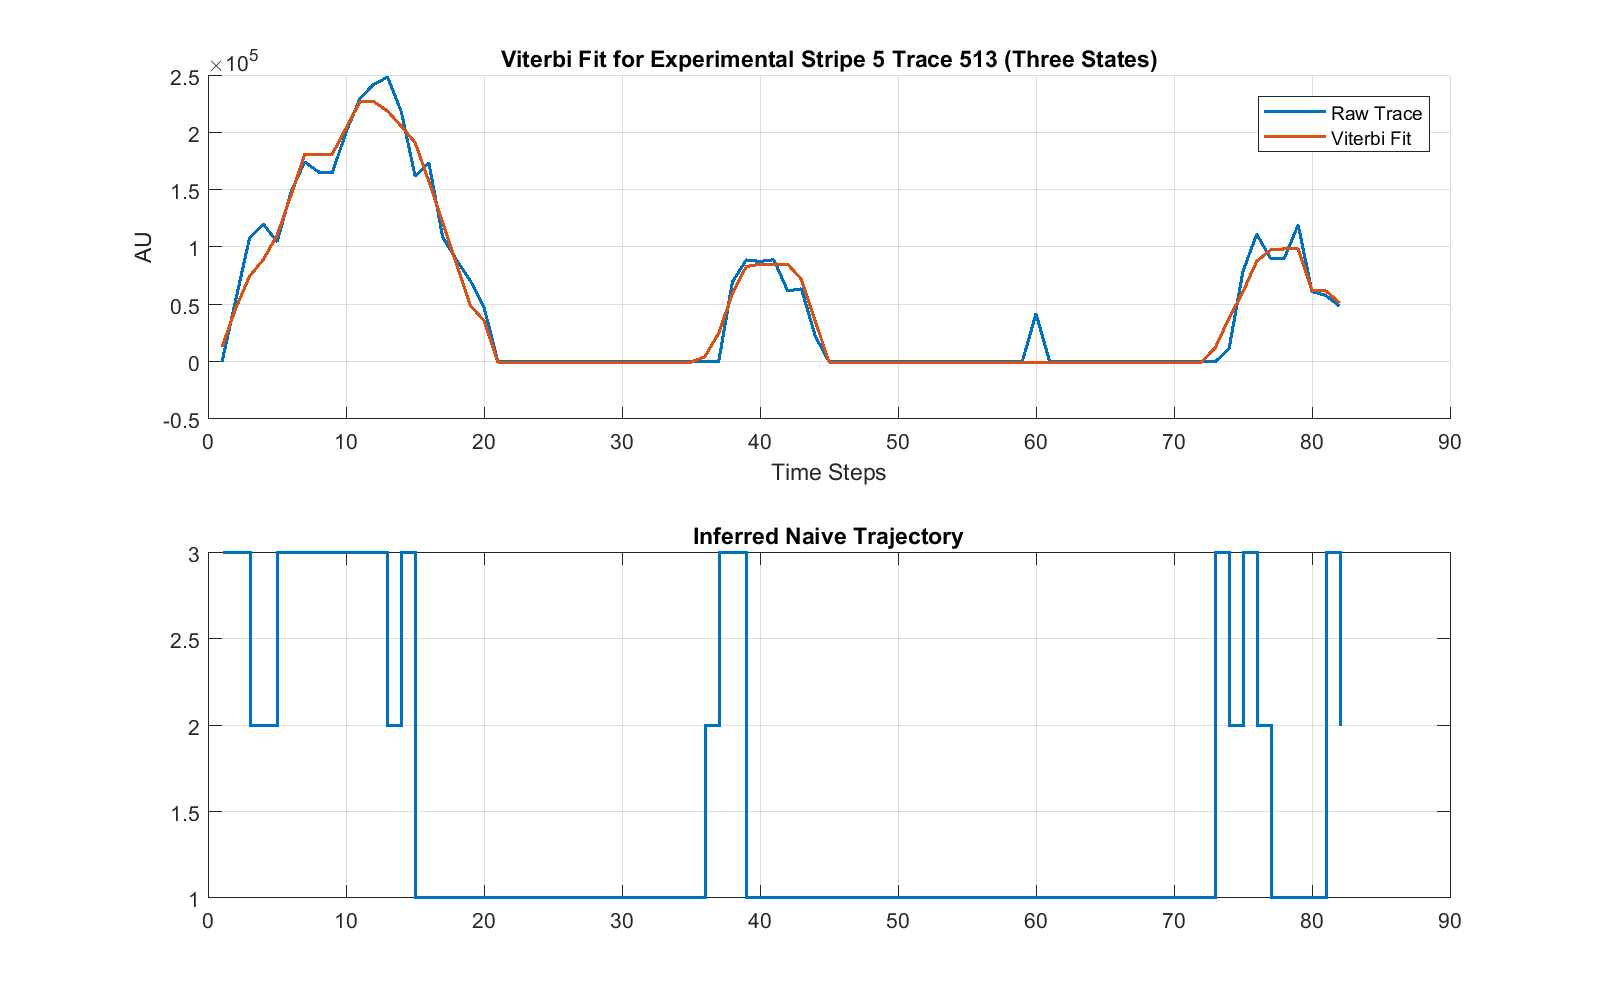 Viterbi Fit for Experimental Stripe 5 Trace 513 (Three States)
×10⁵
2.5
2
1.5
1
0.5
0
-0.5
AU
Raw Trace
Viterbi Fit
0 10 20 30 40 50 60 70 80 90
Time Steps
Inferred Naive Trajectory
3
2.5
2
1.5
1
0 10 20 30 40 50 60 70 80 90